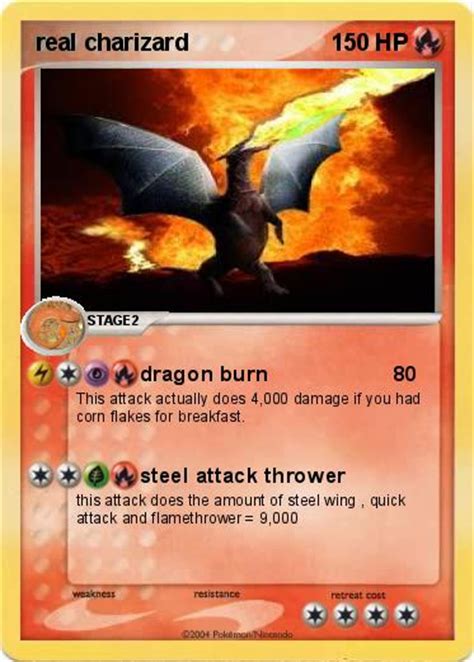 real charizard 150 HP
STAGE2
dragon burn 80
This attack actually does 4,000 damage if you had
corn flakes for breakfast.
steel attack thrower
this attack does the amount of steel wing , quick
attack and flamethrower = 9,000
weakness resistance retreat cost
©2004 Pokémon/Nintendo